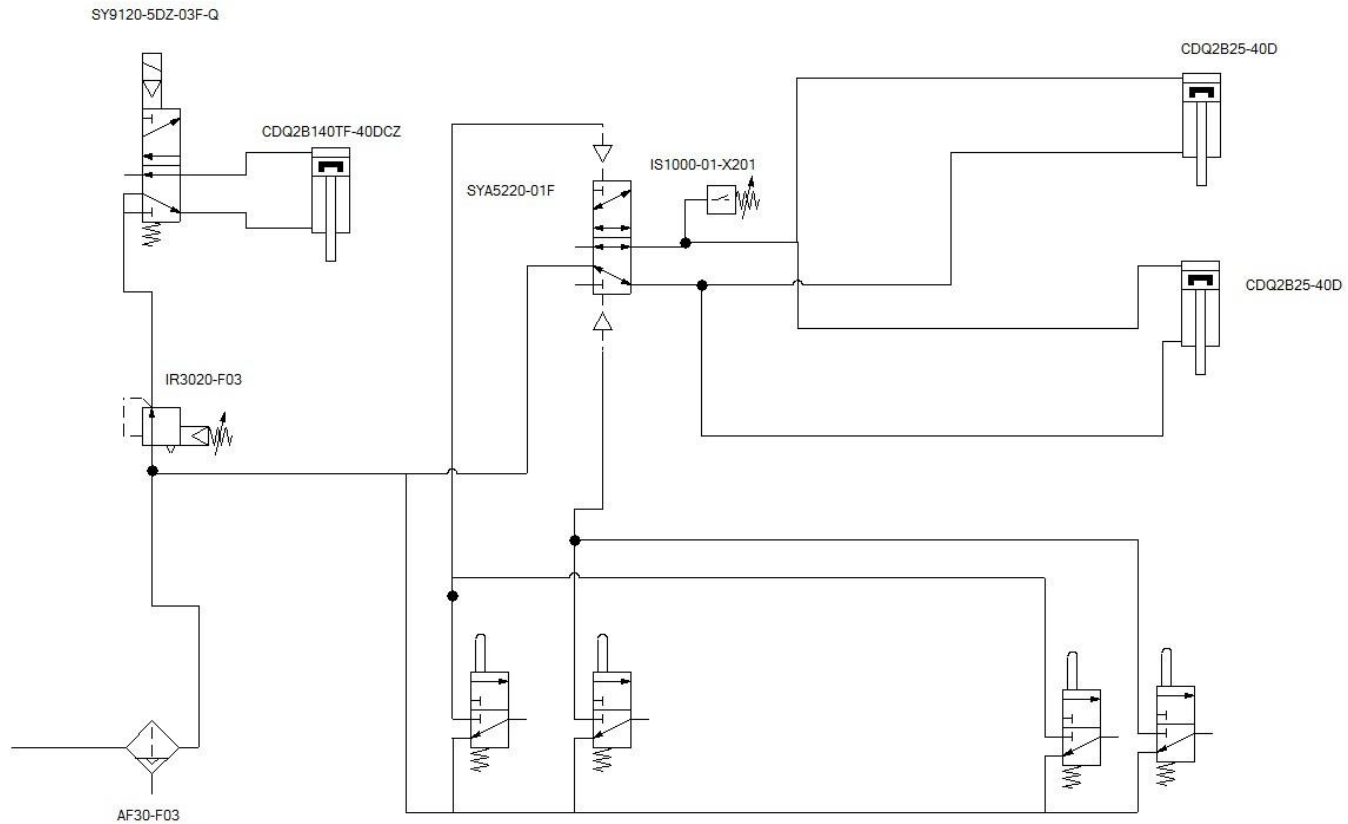 SY9120-5DZ-03F-Q
CDQ2B25-40D
CDQ2B140TF-40DCZ
IS1000-01-X201
SYA5220-01F
CDQ2B25-40D
IR3020-F03
AF30-F03